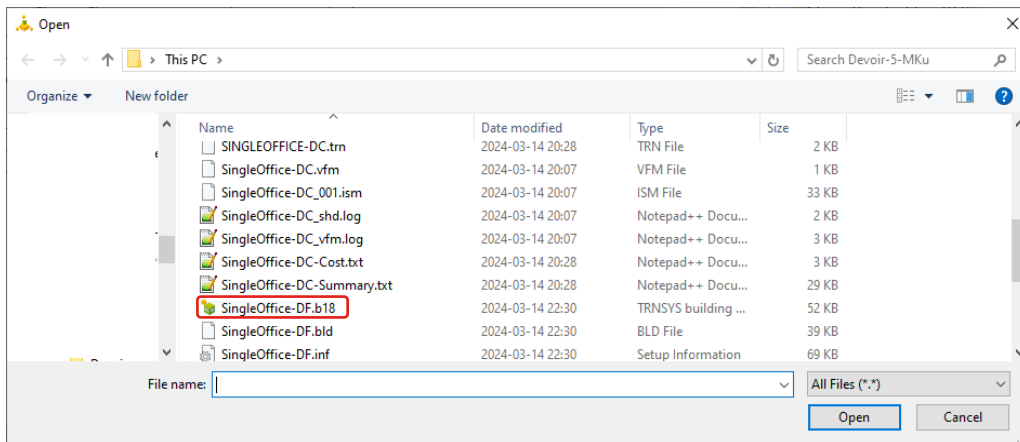 Open
This PC
Search Devoir-5-MKu
Organize New folder
Name Date modified Type Size
SINGLEOFFICE-DC.trn 2024-03-14 20:28 TRN File 2 KB
SingleOffice-DC.vfm 2024-03-14 20:07 VFM File 1 KB
SingleOffice-DC_001.ism 2024-03-14 20:07 ISM File 33 KB
SingleOffice-DC_shd.log 2024-03-14 20:07 Notepad++ Docu... 2 KB
SingleOffice-DC_vfm.log 2024-03-14 20:07 Notepad++ Docu... 3 KB
SingleOffice-DC-Cost.txt 2024-03-14 20:28 Notepad++ Docu... 3 KB
SingleOffice-DC-Summary.txt 2024-03-14 20:28 Notepad++ Docu... 29 KB
SingleOffice-DF.b18 2024-03-14 22:30 TRNSYS building ... 52 KB
SingleOffice-DF.bld 2024-03-14 22:30 BLD File 39 KB
SingleOffice-DF.inf 2024-03-14 22:30 Setup Information 69 KB
File name: All Files (*.*)
Open Cancel